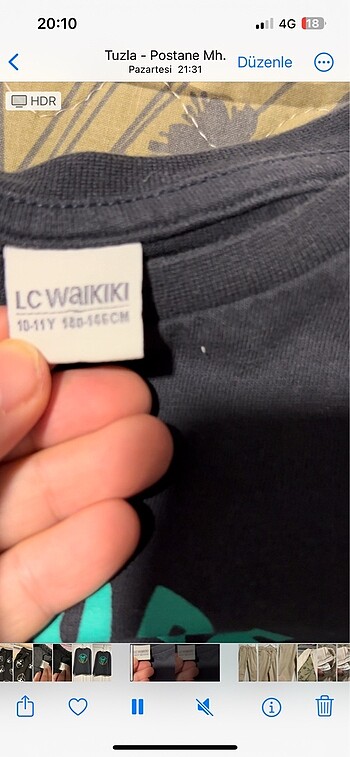 20:10
4G 18
Tuzla - Postane Mh.
Pazartesi 21:31
Düzenle
HDR
LC WAIKIKI
10-11Y 140-146CM